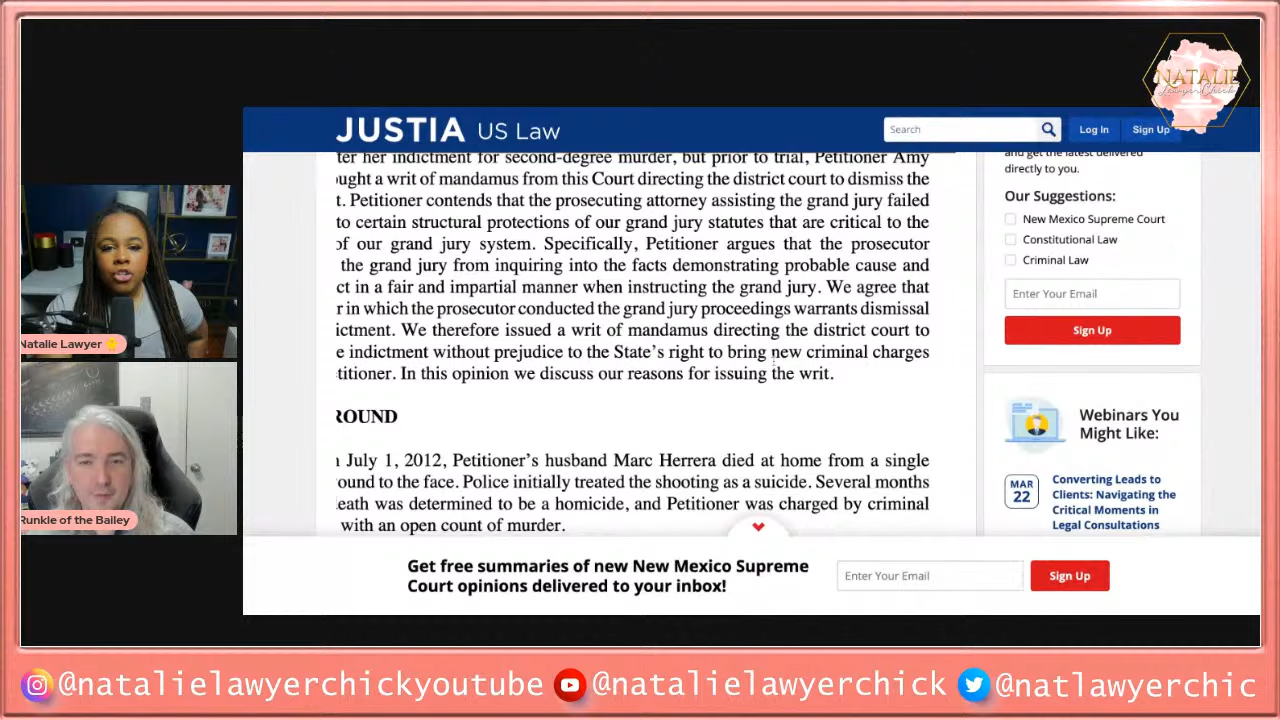 NATALIE
LawyerChick
JUSTIA US Law
Search
Log In
Sign Up
ter her indictment for second-degree murder, but prior to trial, Petitioner Amy
ought a writ of mandamus from this Court directing the district court to dismiss the
t. Petitioner contends that the prosecuting attorney assisting the grand jury failed
to certain structural protections of our grand jury statutes that are critical to the
of our grand jury system. Specifically, Petitioner argues that the prosecutor
the grand jury from inquiring into the facts demonstrating probable cause and
ct in a fair and impartial manner when instructing the grand jury. We agree that
r in which the prosecutor conducted the grand jury proceedings warrants dismissal
ictment. We therefore issued a writ of mandamus directing the district court to
e indictment without prejudice to the State's right to bring new criminal charges
titioner. In this opinion we discuss our reasons for issuing the writ.
ROUND
July 1, 2012, Petitioner's husband Marc Herrera died at home from a single
ound to the face. Police initially treated the shooting as a suicide. Several months
eath was determined to be a homicide, and Petitioner was charged by criminal
with an open count of murder.
and get the latest delivered
directly to you.
Our Suggestions:
New Mexico Supreme Court
Constitutional Law
Criminal Law
Enter Your Email
Sign Up
Webinars You
Might Like:
MAR
22
Converting Leads to
Clients: Navigating the
Critical Moments in
Legal Consultations
Get free summaries of new New Mexico Supreme
Court opinions delivered to your inbox!
Enter Your Email
Sign Up
Natalie Lawyer
Runkle of the Bailey
@natalielawyerchickyoutube
@natalielawyerchick
@natlawyerchic